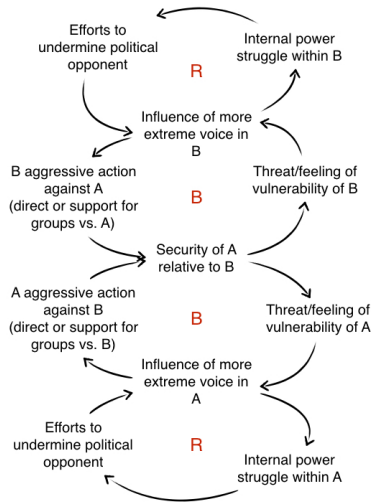 Efforts to
undermine political
opponent
Internal power
struggle within B
R
Influence of more
extreme voice in
B
B aggressive action
against A
(direct or support for
groups vs. A)
B
Threat/feeling of
vulnerability of B
Security of A
relative to B
A aggressive action
against B
(direct or support for
groups vs. B)
B
Threat/feeling of
vulnerability of A
Influence of more
extreme voice in
A
Efforts to
undermine political
opponent
R
Internal power
struggle within A